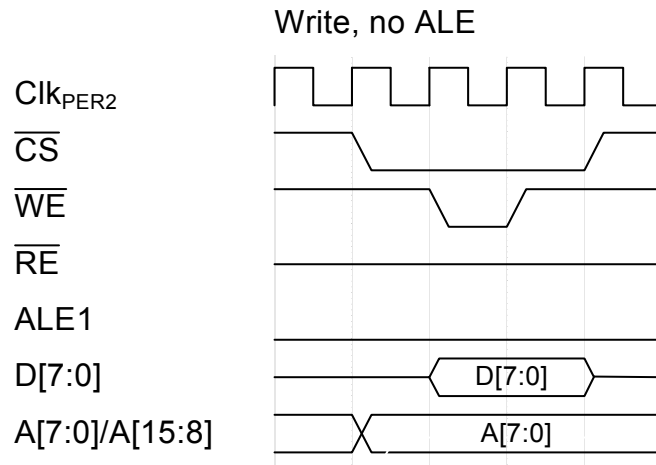 Write, no ALE
ClkPER2
CS
WE
RE
ALE1
D[7:0] D[7:0]
A[7:0]/A[15:8] A[7:0]